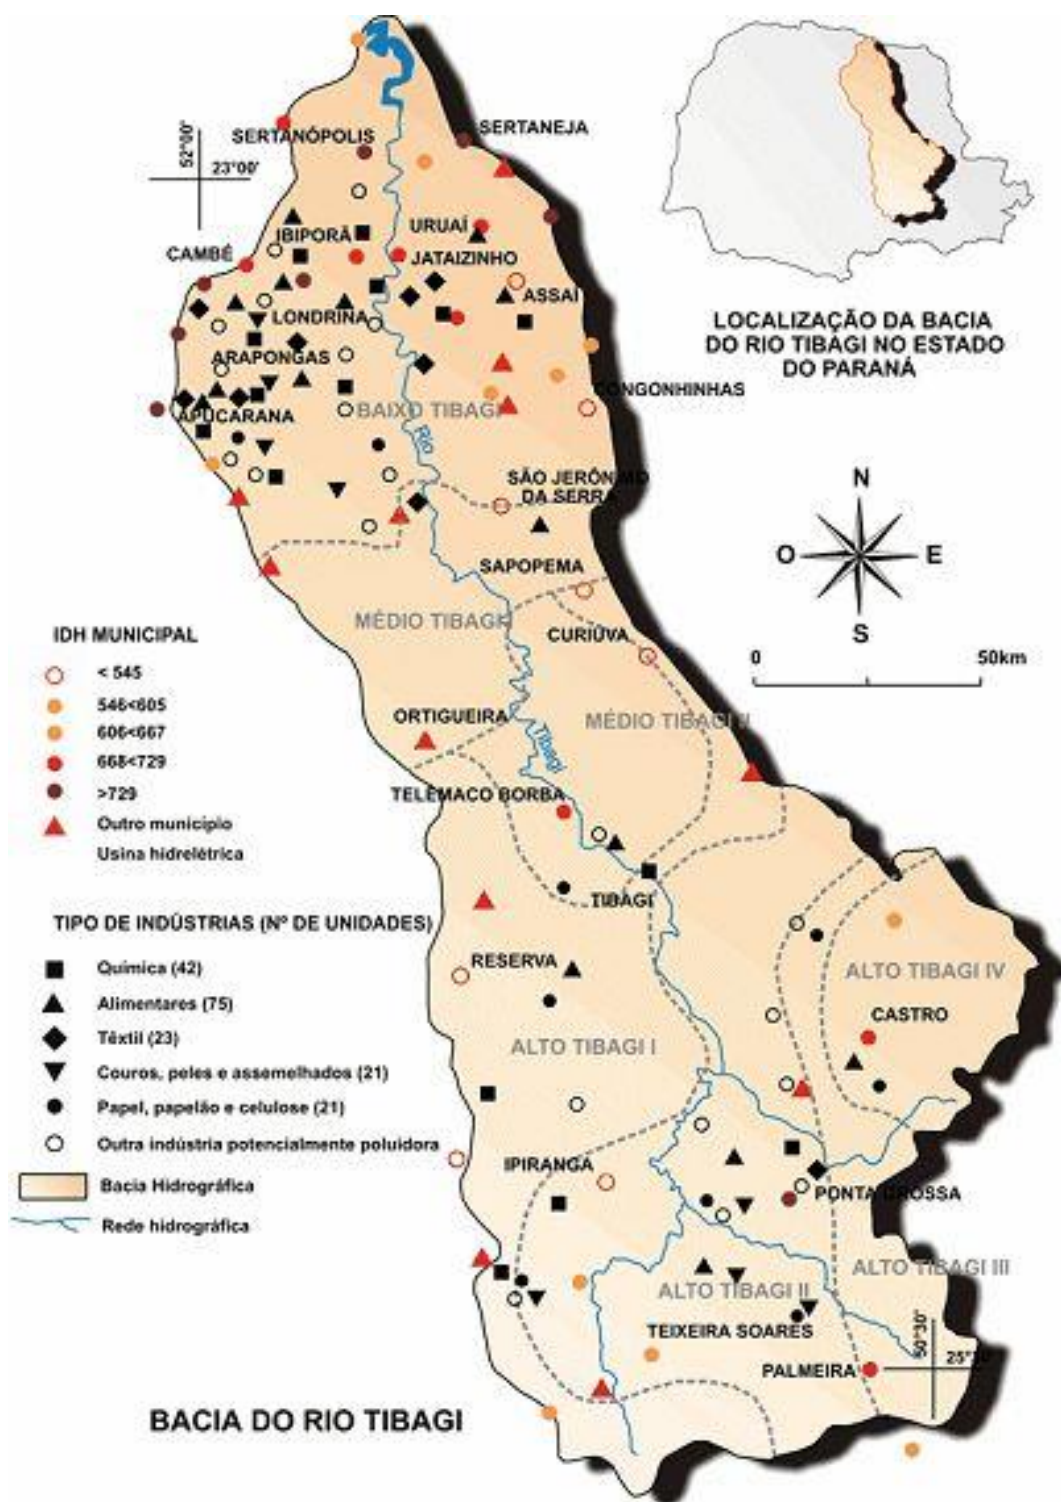 SERTANÓPOLIS
SERTANEJA
52°00'
23°00'
URUAÍ
IBIPORÃ
CAMBÉ
JATAIZINHO
ASSAÍ
LONDRINA
ARAPONGAS
CONGONHINHAS
APUCARANA
BAIXO TIBAGI
Rio
SÃO JERÔNIMO
DA SERRA
SAPOPEMA
MÉDIO TIBAGI I
CURIÚVA
ORTIGUEIRA
MÉDIO TIBAGI II
Tibagi
TELÊMACO BORBA
TIBAGI
RESERVA
ALTO TIBAGI IV
CASTRO
ALTO TIBAGI I
IPIRANGA
PONTA GROSSA
ALTO TIBAGI III
ALTO TIBAGI II
TEIXEIRA SOARES
50°30'
PALMEIRA
25°30'
LOCALIZAÇÃO DA BACIA
DO RIO TIBAGI NO ESTADO
DO PARANÁ
N
O
E
S
0
50km
IDH MUNICIPAL
< 545
546<605
606<667
668<729
>729
Outro município
Usina hidrelétrica
TIPO DE INDÚSTRIAS (Nº DE UNIDADES)
Química (42)
Alimentares (75)
Têxtil (23)
Couros, peles e assemelhados (21)
Papel, papelão e celulose (21)
Outra indústria potencialmente poluidora
Bacia Hidrográfica
Rede hidrográfica
BACIA DO RIO TIBAGI